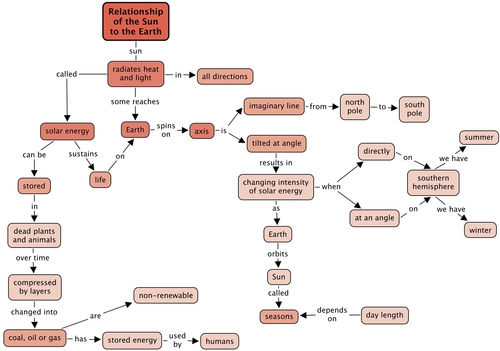 Relationship
of the Sun
to the Earth
sun
radiates heat
and light
in
all directions
called
some reaches
solar energy
Earth
spins
on
axis
is
imaginary line
from
north
pole
to
south
pole
tilted at angle
can be
sustains
life
on
stored
in
dead plants
and animals
over time
compressed
by layers
changed into
coal, oil or gas
are
non-renewable
has
stored energy
used
by
humans
results in
changing intensity
of solar energy
when
directly
on
at an angle
on
southern
hemisphere
we have
summer
we have
winter
as
Earth
orbits
Sun
called
seasons
depends
on
day length